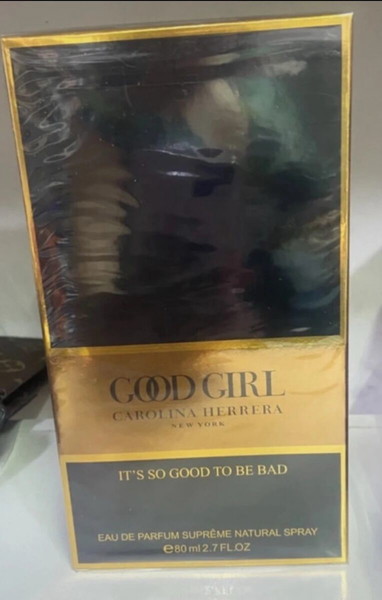 GOOD GIRL
CAROLINA HERRERA
NEW YORK
IT'S SO GOOD TO BE BAD
EAU DE PARFUM SUPRÊME NATURAL SPRAY
℮80 ml 2.7 FL.OZ